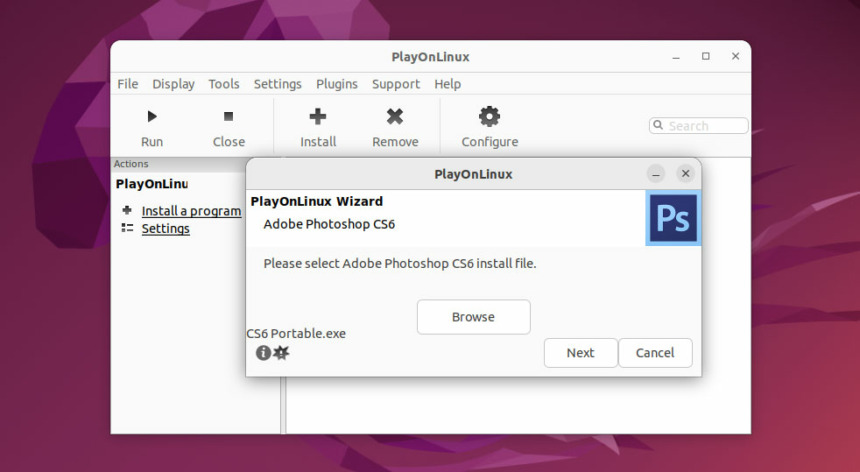 PlayOnLinux
File Display Tools Settings Plugins Support Help
Run Close Install Remove Configure
Search
Actions
PlayOnLinu
Install a program
Settings
PlayOnLinux
PlayOnLinux Wizard
Adobe Photoshop CS6
Ps
Please select Adobe Photoshop CS6 install file.
Browse
CS6 Portable.exe
Next Cancel